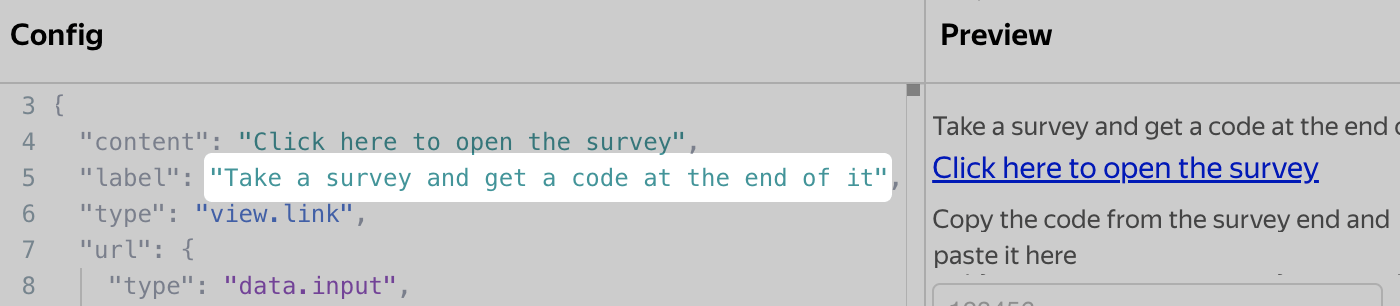 Config
Preview
3 {
4 "content": "Click here to open the survey",
5 "label": "Take a survey and get a code at the end of it",
6 "type": "view.link",
7 "url": {
8 "type": "data.input",
Take a survey and get a code at the end
Click here to open the survey
Copy the code from the survey end and
paste it here